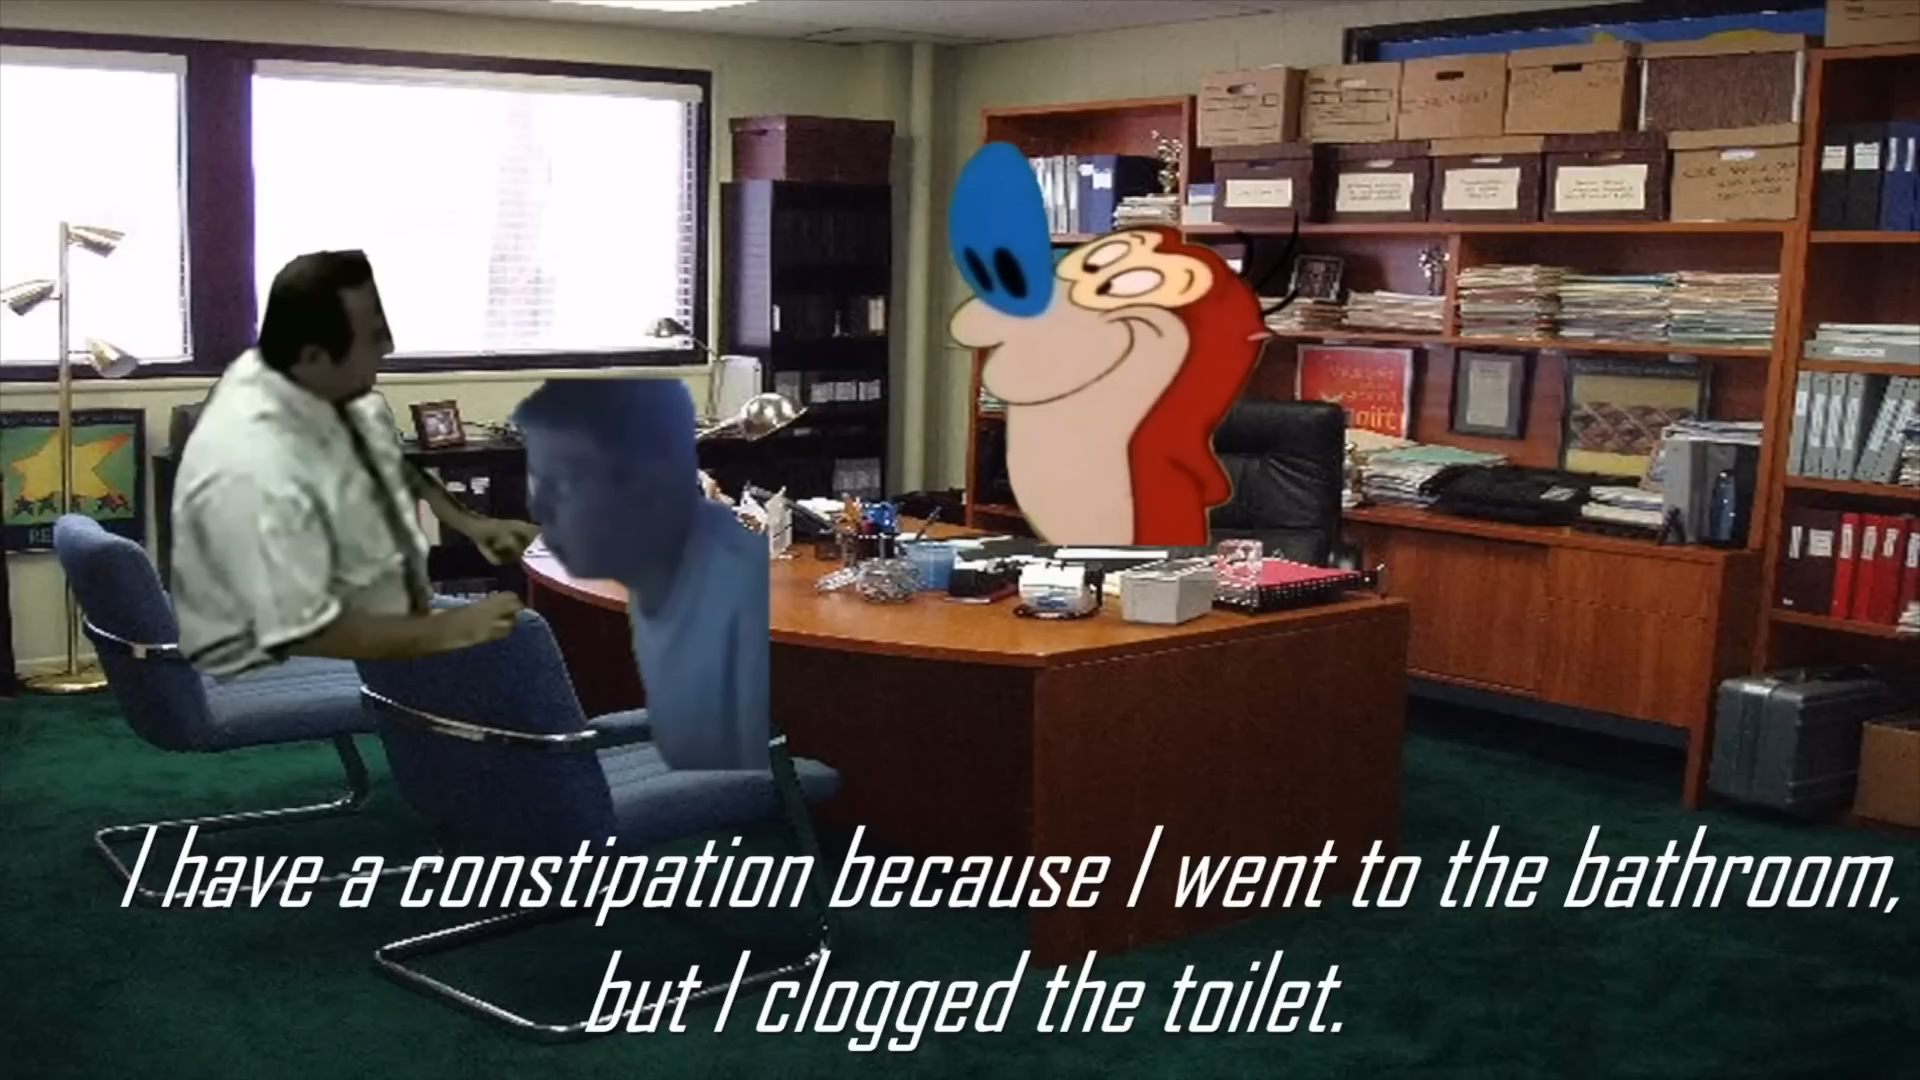 I have a constipation because I went to the bathroom,
but I clogged the toilet.